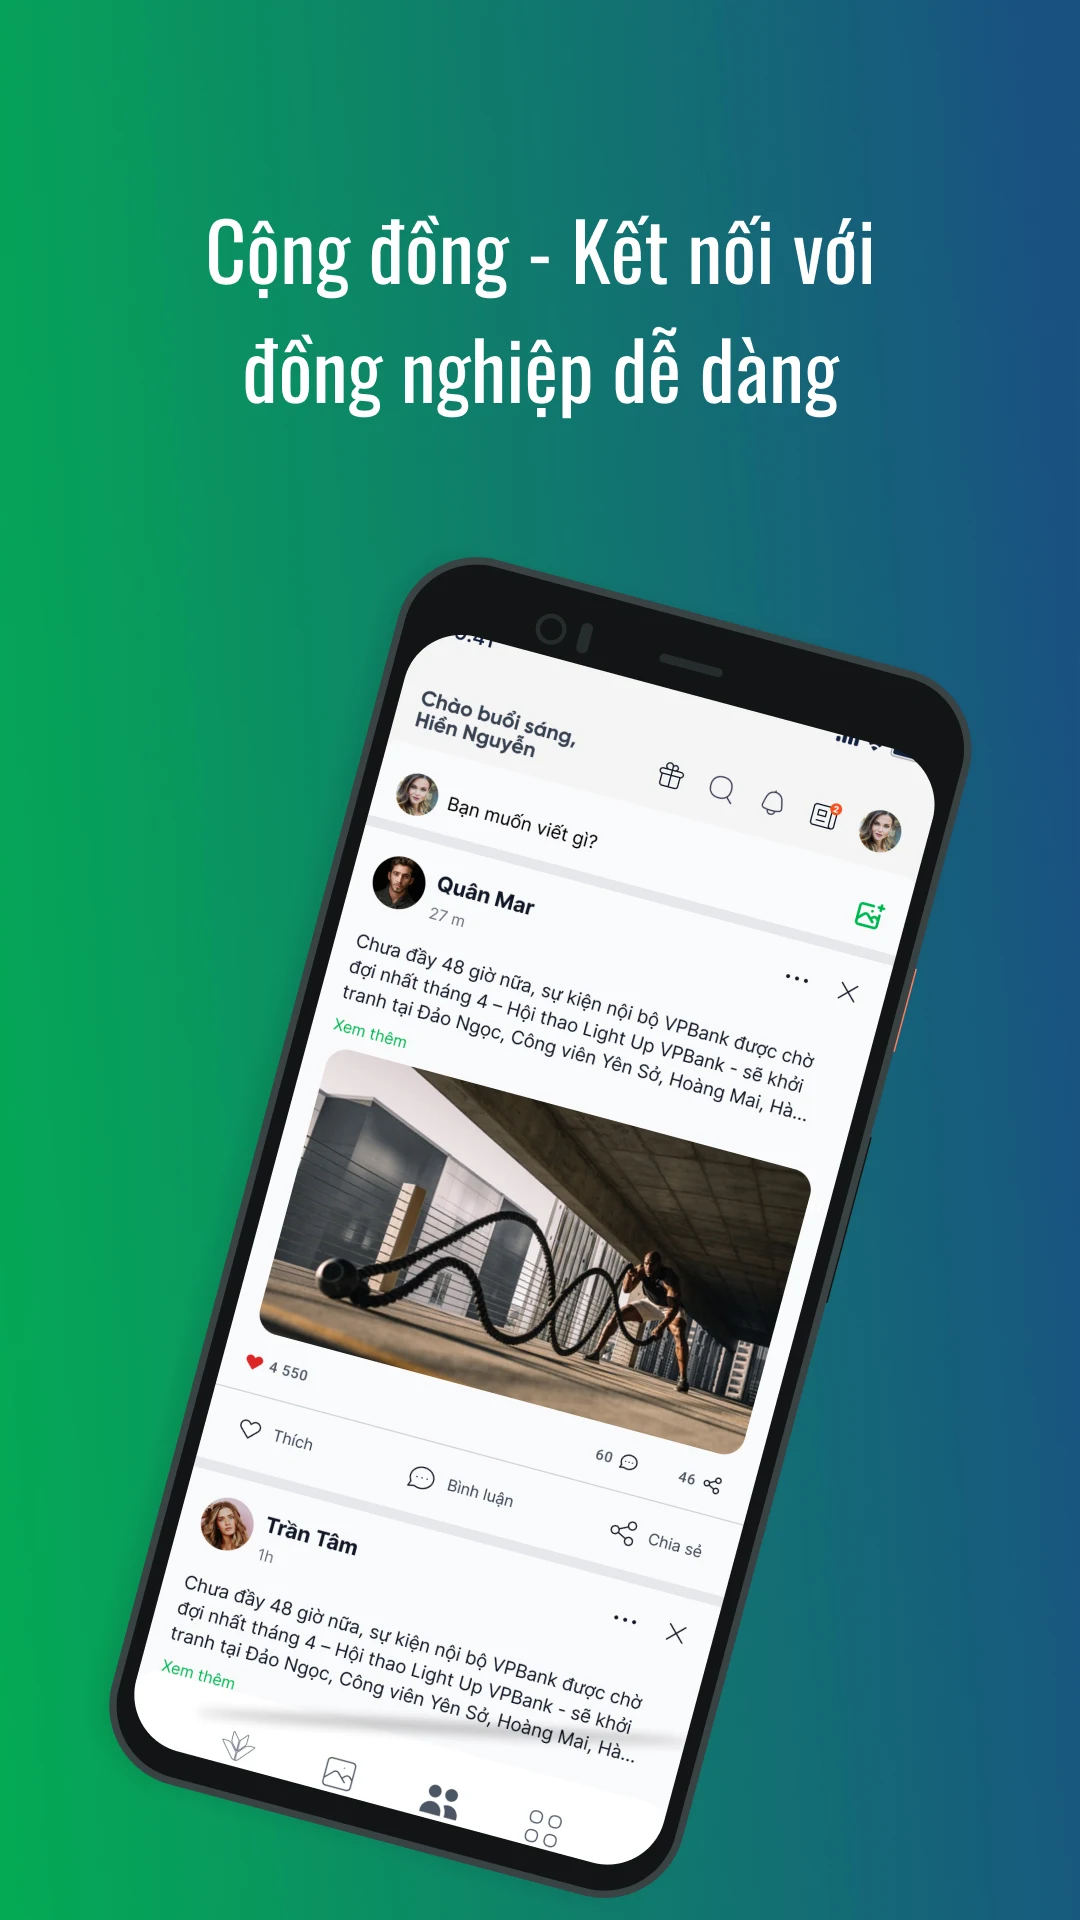 Cộng đồng - Kết nối với
đồng nghiệp dễ dàng
Chào buổi sáng,
Hiền Nguyễn
2
Bạn muốn viết gì?
Quân Mar
27 m
Chưa đầy 48 giờ nữa, sự kiện nội bộ VPBank được chờ
đợi nhất tháng 4 – Hội thao Light Up VPBank - sẽ khởi
tranh tại Đảo Ngọc, Công viên Yên Sở, Hoàng Mai, Hà...
Xem thêm
4 550
60
46
Thích
Bình luận
Chia sẻ
Trần Tâm
1h
Chưa đầy 48 giờ nữa, sự kiện nội bộ VPBank được chờ
đợi nhất tháng 4 – Hội thao Light Up VPBank - sẽ khởi
tranh tại Đảo Ngọc, Công viên Yên Sở, Hoàng Mai, Hà...
Xem thêm